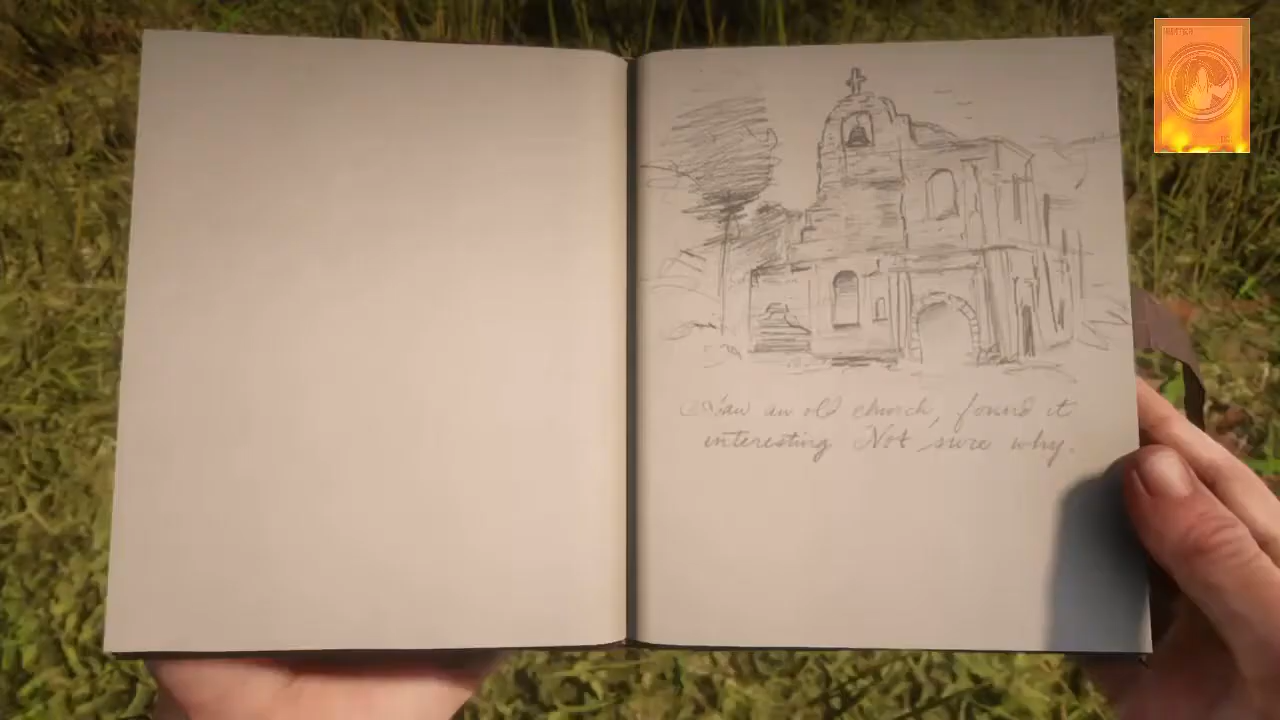 Saw an old church, found it
interesting Not sure why.